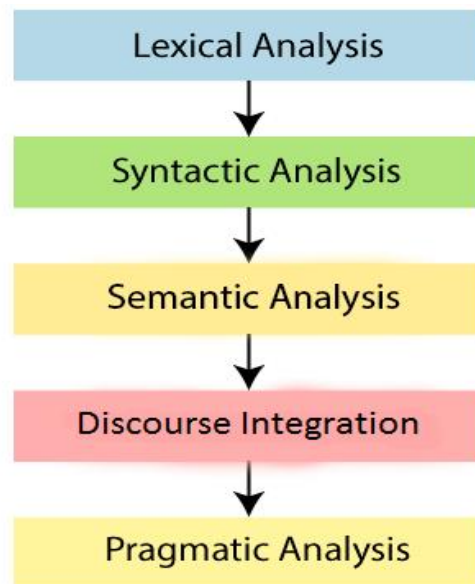 Lexical Analysis
Syntactic Analysis
Semantic Analysis
Discourse Integration
Pragmatic Analysis